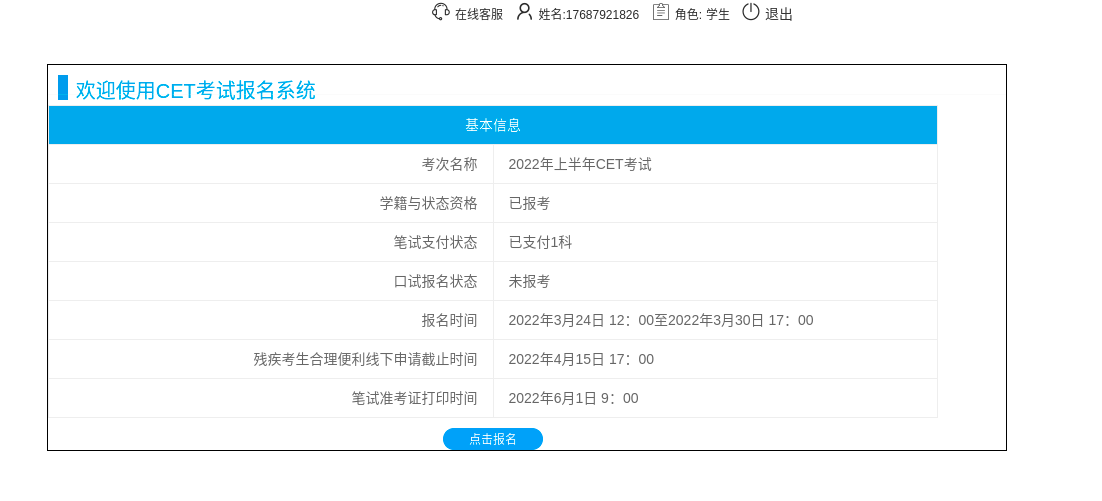 在线客服 姓名:17687921826 角色: 学生 退出
欢迎使用CET考试报名系统
基本信息
考次名称 2022年上半年CET考试
学籍与状态资格 已报考
笔试支付状态 已支付1科
口试报名状态 未报考
报名时间 2022年3月24日 12：00至2022年3月30日 17：00
残疾考生合理便利线下申请截止时间 2022年4月15日 17：00
笔试准考证打印时间 2022年6月1日 9：00
点击报名